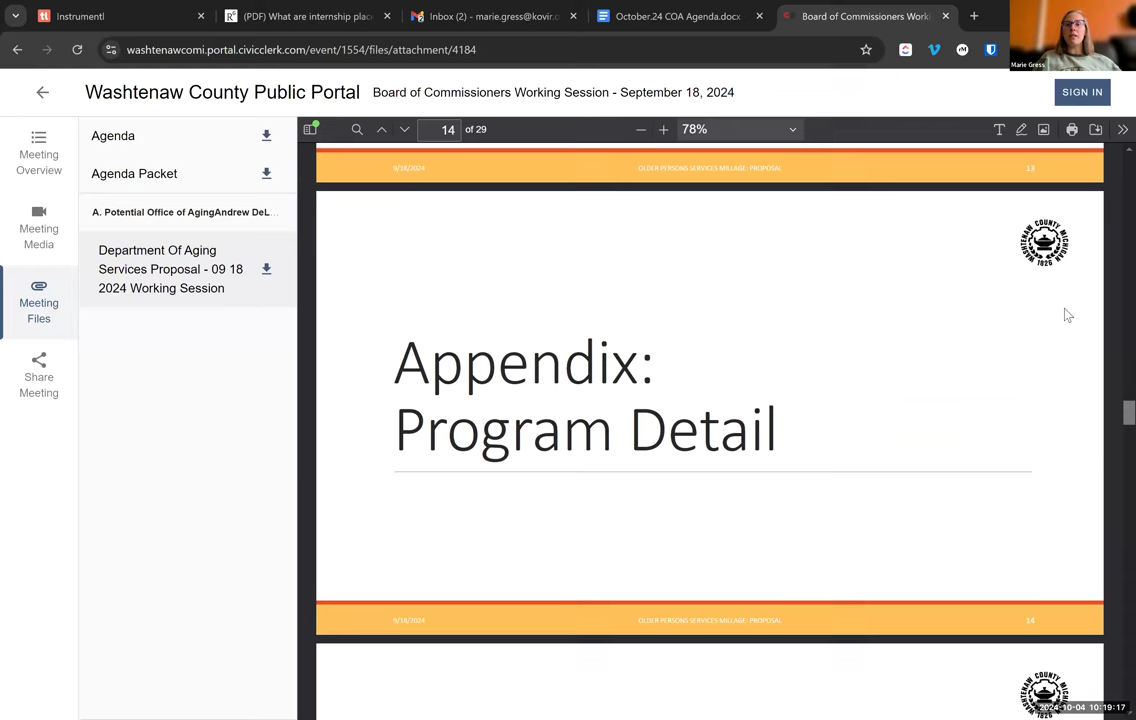 Instrumentl
(PDF) What are internship plac
Inbox (2) - marie.gress@kovir.c
October.24 COA Agenda.docx
Board of Commissioners Worki
washtenawcomi.portal.civicclerk.com/event/1554/files/attachment/4184
Marie Gress
Washtenaw County Public Portal
Board of Commissioners Working Session - September 18, 2024
SIGN IN
Meeting
Overview
Meeting
Media
Meeting
Files
Share
Meeting
Agenda
Agenda Packet
A. Potential Office of AgingAndrew DeL...
Department Of Aging
Services Proposal - 09 18
2024 Working Session
14 of 29
78%
9/18/2024
OLDER PERSONS SERVICES MILLAGE: PROPOSAL
13
WASHTENAW COUNTY MICHIGAN
1826
Appendix:
Program Detail
9/18/2024
OLDER PERSONS SERVICES MILLAGE: PROPOSAL
14
2024-10-04 10:19:17